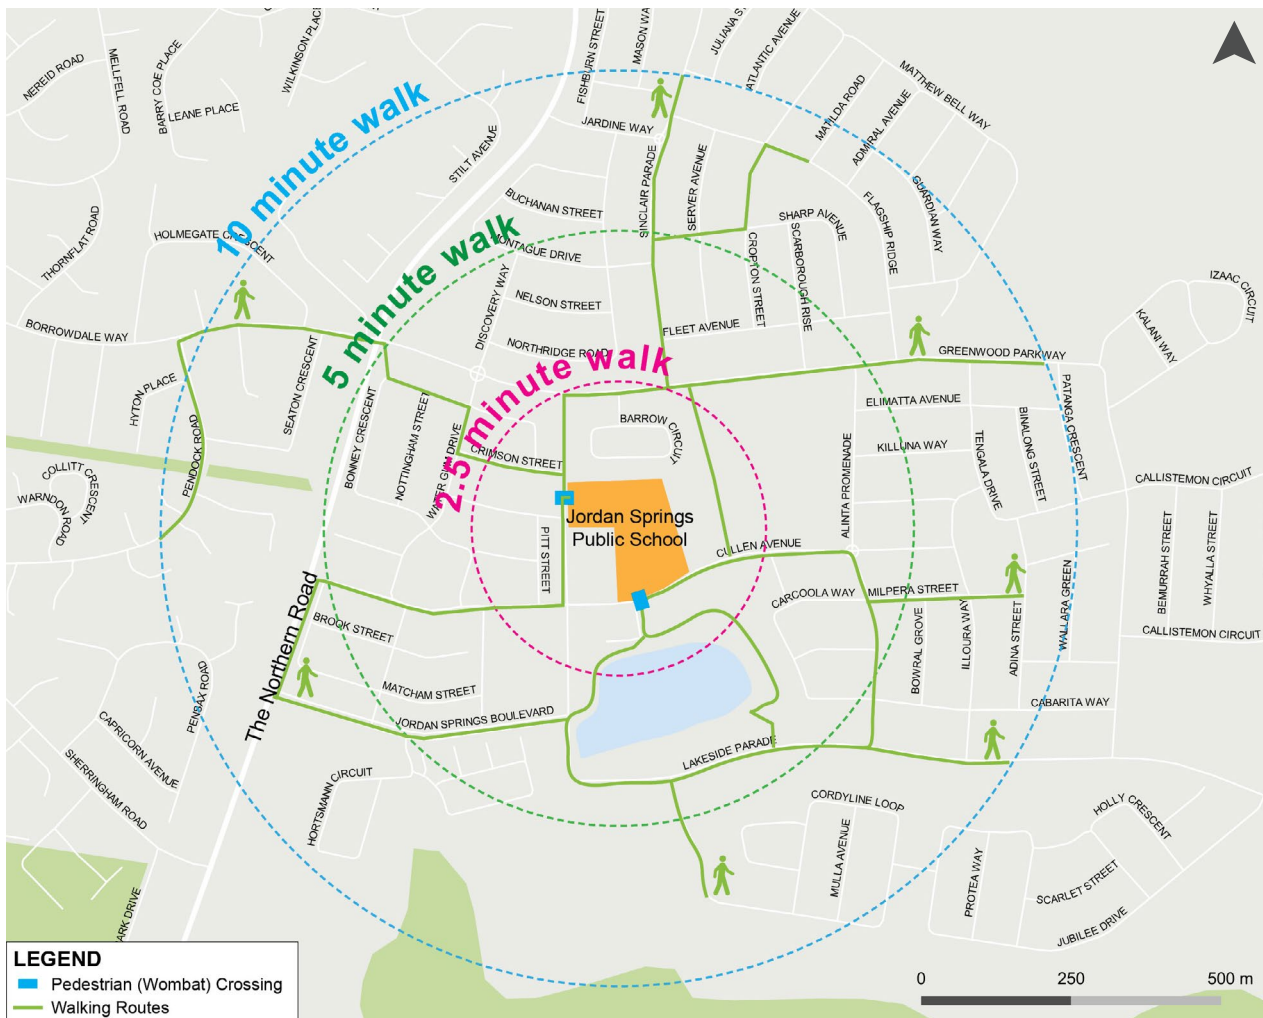 NEREID ROAD
MELLFELL ROAD
BARRY COE PLACE
LEANE PLACE
WILKINSON PLACE
STILT AVENUE
FISHBURN STREET
MASON WA
JULIANA S
ATLANTIC AVENUE
MATTHEW BELL WAY
MATILDA ROAD
ADMIRAL AVENUE
GUARDIAN WAY
FLAGSHIP RIDGE
JARDINE WAY
SINCLAIR PARADE
SERVER AVENUE
SHARP AVENUE
SCARBOROUGH RISE
CROPTON STREET
BUCHANAN STREET
MONTAGUE DRIVE
NELSON STREET
DISCOVERY WAY
NORTHRIDGE ROAD
FLEET AVENUE
10 minute walk
5 minute walk
2.5 minute walk
THORNFLAT ROAD
HOLMEGATE CRESCENT
BORROWDALE WAY
HYTON PLACE
SEATON CRESCENT
PENDOCK ROAD
BONNEY CRESCENT
NOTTINGHAM STREET
WATER GUM DRIVE
CRIMSON STREET
BARROW CIRCUIT
GREENWOOD PARKWAY
IZAAC CIRCUIT
KALANI WAY
PATANGA CRESCENT
ELIMATTA AVENUE
KILLUNA WAY
TENGALA DRIVE
BINALONG STREET
ALINTA PROMENADE
CALLISTEMON CIRCUIT
COLLITT CRESCENT
WARNDON ROAD
Jordan Springs
Public School
PITT STREET
CULLEN AVENUE
CARCOOLA WAY
MILPERA STREET
BOWRAL GROVE
ILLOURA WAY
ADINA STREET
WALLARA GREEN
BEMURRAH STREET
WHYALLA STREET
CALLISTEMON CIRCUIT
CABARITA WAY
The Northern Road
BROOK STREET
MATCHAM STREET
JORDAN SPRINGS BOULEVARD
LAKESIDE PARADE
PENSAX ROAD
CAPRICORN AVENUE
SHERRINGHAM ROAD
HORTSMANN CIRCUIT
CORDYLINE LOOP
MULLA AVENUE
PROTEA WAY
HOLLY CRESCENT
SCARLET STREET
JUBILEE DRIVE
ARK DRIVE
LEGEND
Pedestrian (Wombat) Crossing
Walking Routes
0 250 500 m